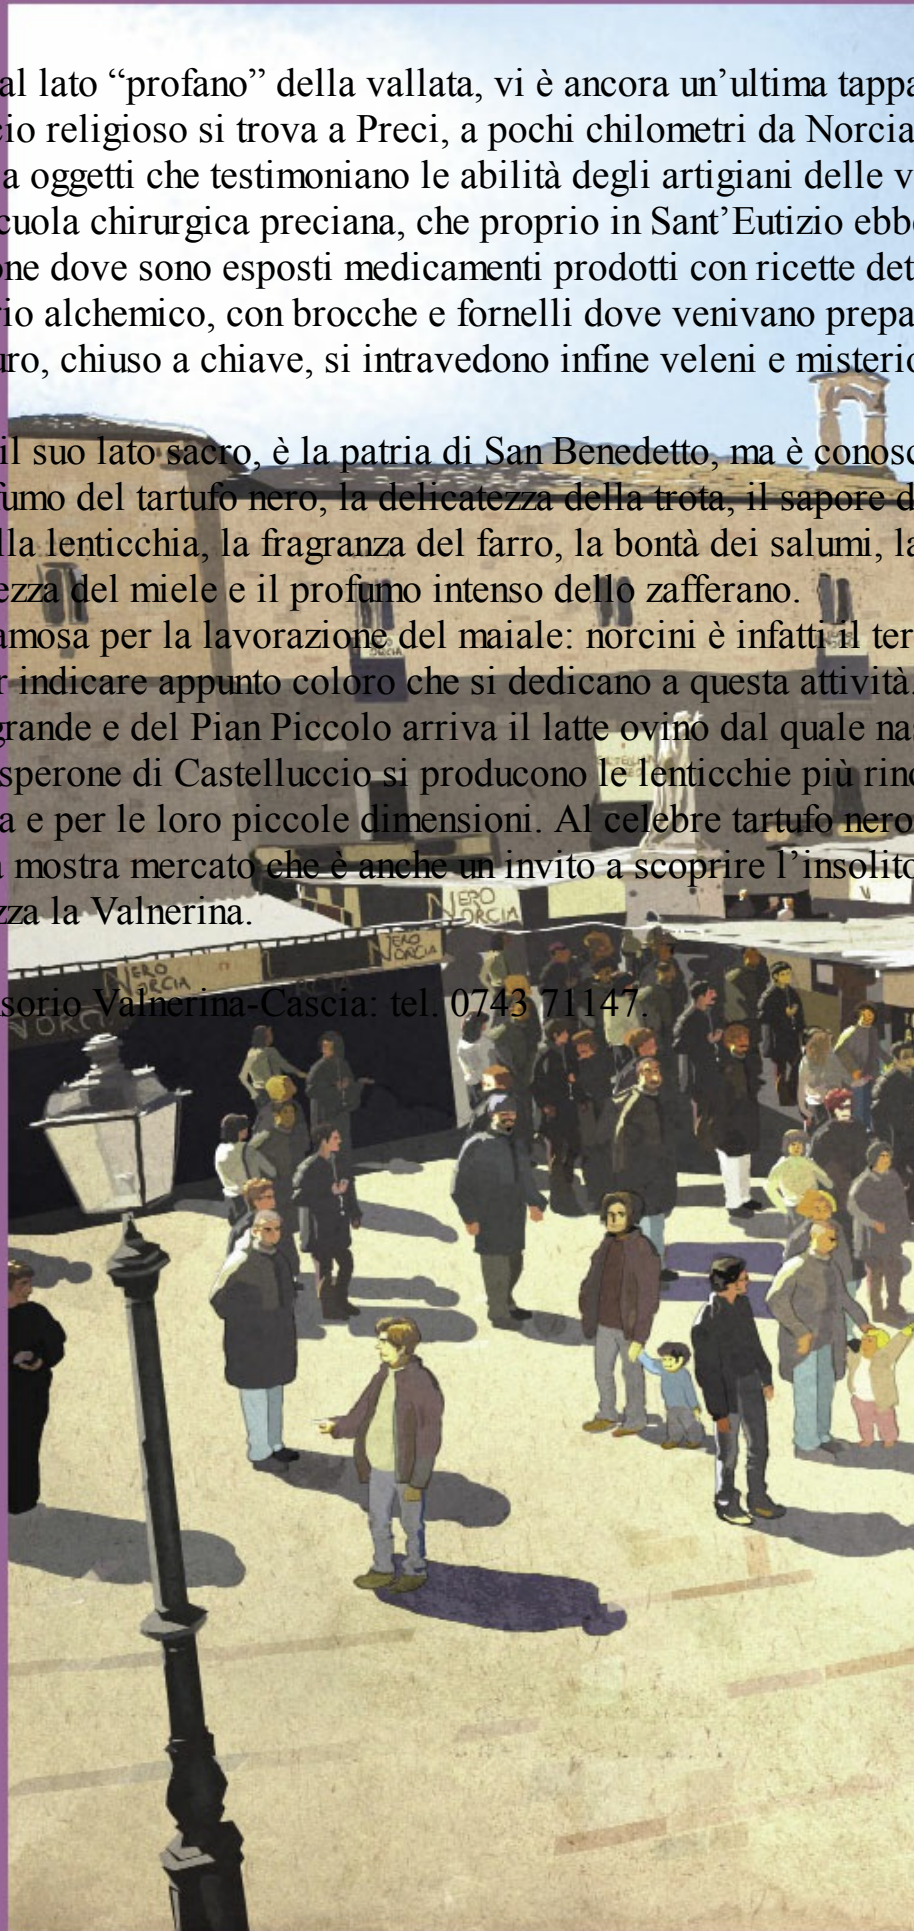 al lato “profano” della vallata, vi è ancora un’ultima tappa
cio religioso si trova a Preci, a pochi chilometri da Norcia
a oggetti che testimoniano le abilità degli artigiani delle v
cuola chirurgica preciana, che proprio in Sant’Eutizio ebb
one dove sono esposti medicamenti prodotti con ricette det
rio alchemico, con brocche e fornelli dove venivano prepa
uro, chiuso a chiave, si intravedono infine veleni e misterio
il suo lato sacro, è la patria di San Benedetto, ma è conosc
fumo del tartufo nero, la delicatezza della trota, il sapore d
lla lenticchia, la fragranza del farro, la bontà dei salumi, la
ezza del miele e il profumo intenso dello zafferano.
amosa per la lavorazione del maiale: norcini è infatti il ter
r indicare appunto coloro che si dedicano a questa attività.
grande e del Pian Piccolo arriva il latte ovino dal quale na
sperone di Castelluccio si producono le lenticchie più rino
a e per le loro piccole dimensioni. Al celebre tartufo nero
a mostra mercato che è anche un invito a scoprire l’insolito
zza la Valnerina.
NERO
NORCIA
NERO
NORCIA
NERO
NORCIA
sorio Valnerina-Cascia: tel. 0743 71147.
NORC